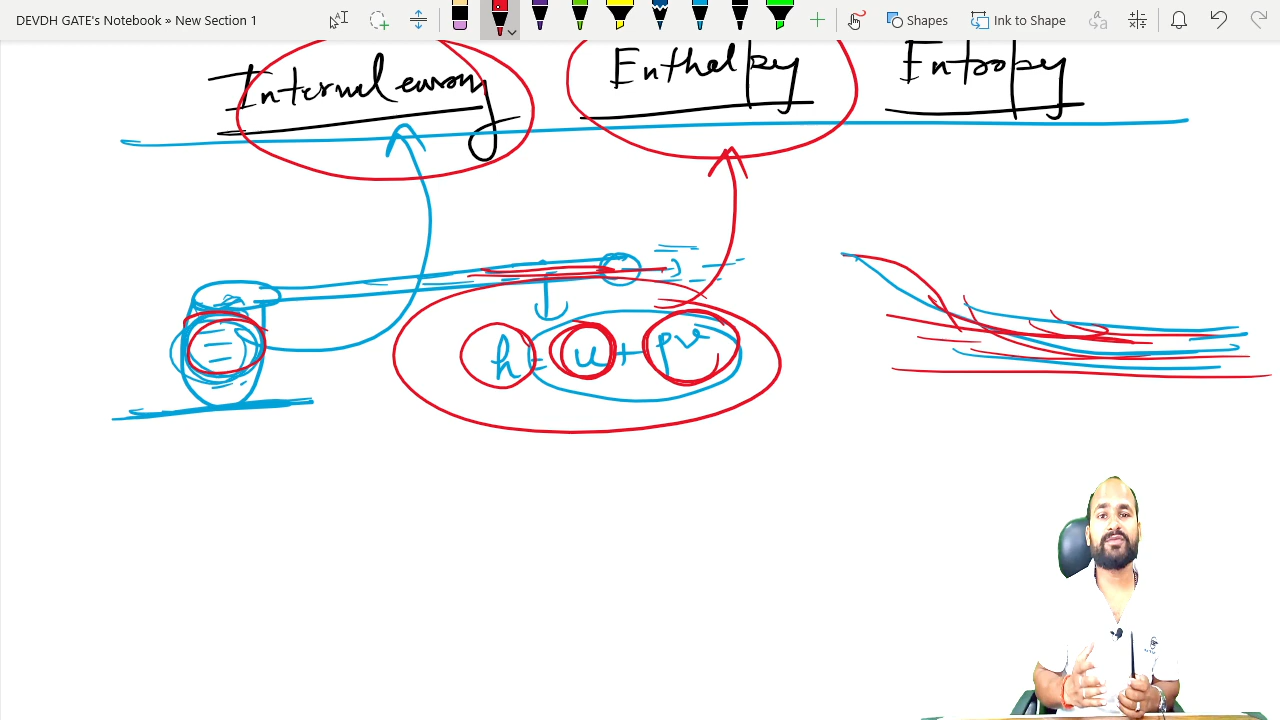 DEVDH GATE's Notebook » New Section 1
Shapes Ink to Shape
Internal energy Enthalpy Entropy
h = u + pv